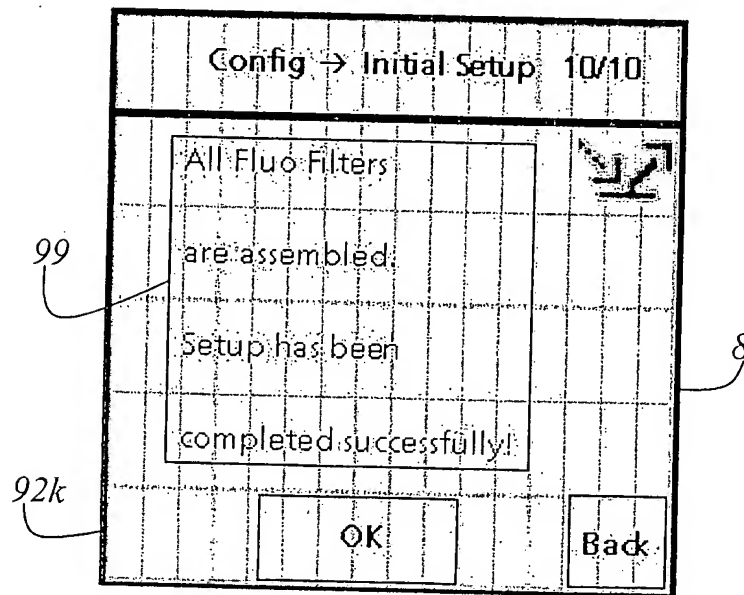 Config → Initial Setup 10/10
All Fluo Filters
are assembled.
99
Setup has been
8
completed successfully!
92k
OK
Back